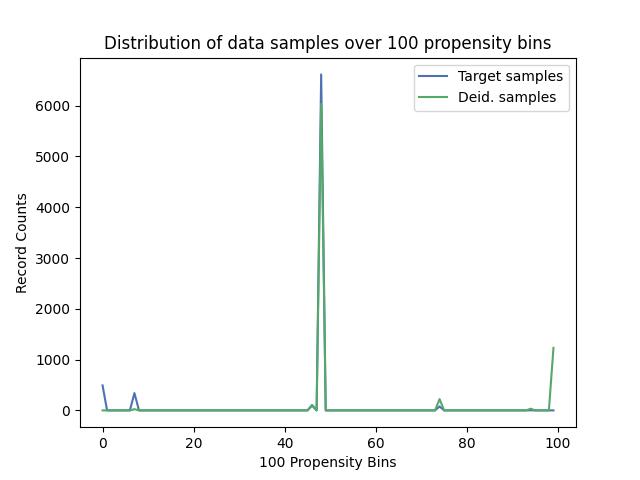 Distribution of data samples over 100 propensity bins
Target samples
Deid. samples
Record Counts
6000
5000
4000
3000
2000
1000
0
0 20 40 60 80 100
100 Propensity Bins